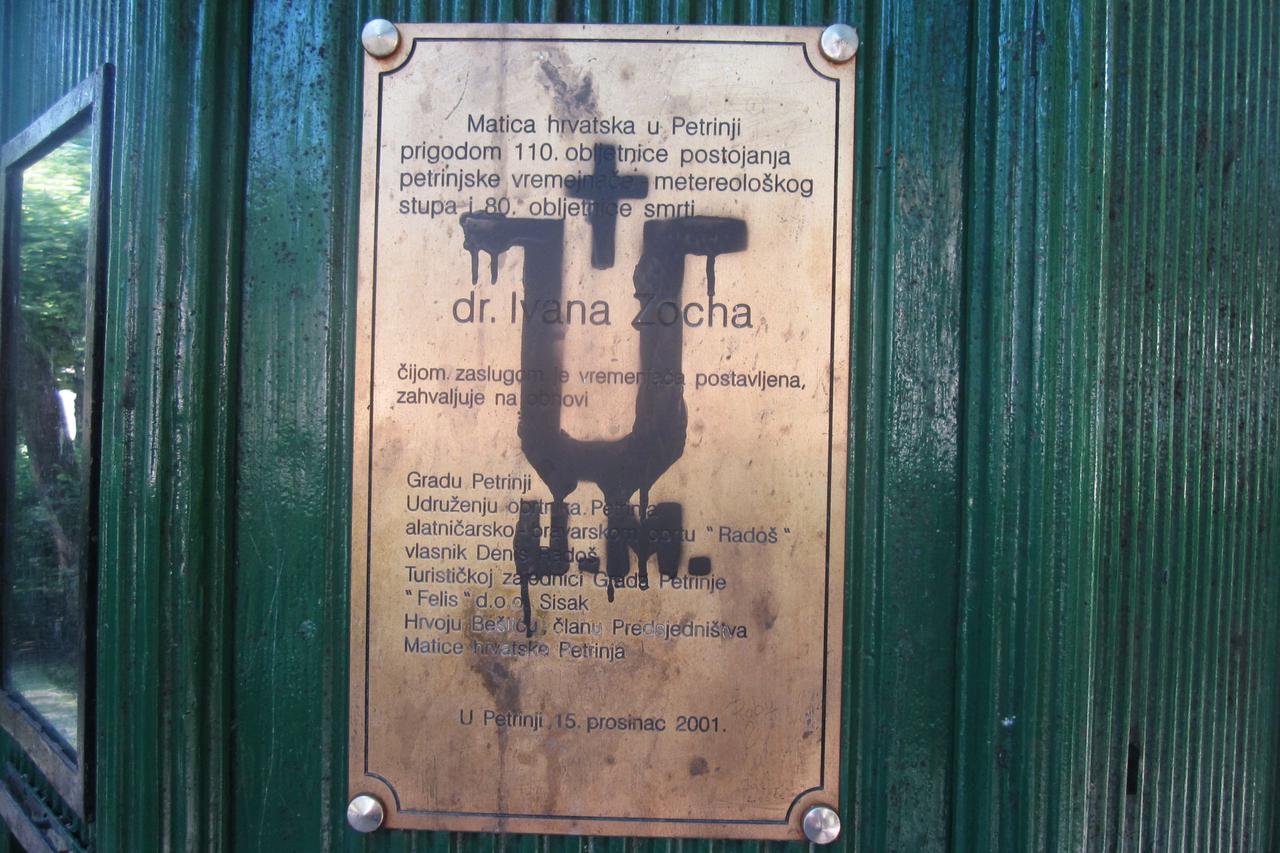 Matica hrvatska u Petrinji
prigodom 110. obljetnice postojanja
petrinjske vremejnače, metereološkog
stupa i 80. obljetnice smrti
dr. Ivana Zocha
čijom zaslugom je vremenjača postavljena,
zahvaljuje na obnovi
Gradu Petrinji
Udruženju obrtnika Petrinja
alatničarsko-bravarskom obrtu "Radoš"
vlasnik Denis Radoš
Turističkoj zajednici Grada Petrinje
"Felis" d.o.o. Sisak
Hrvoju Bešliću, članu Predsjedništva
Matice hrvatske Petrinja
U Petrinji, 15. prosinac 2001.
U
U.M.